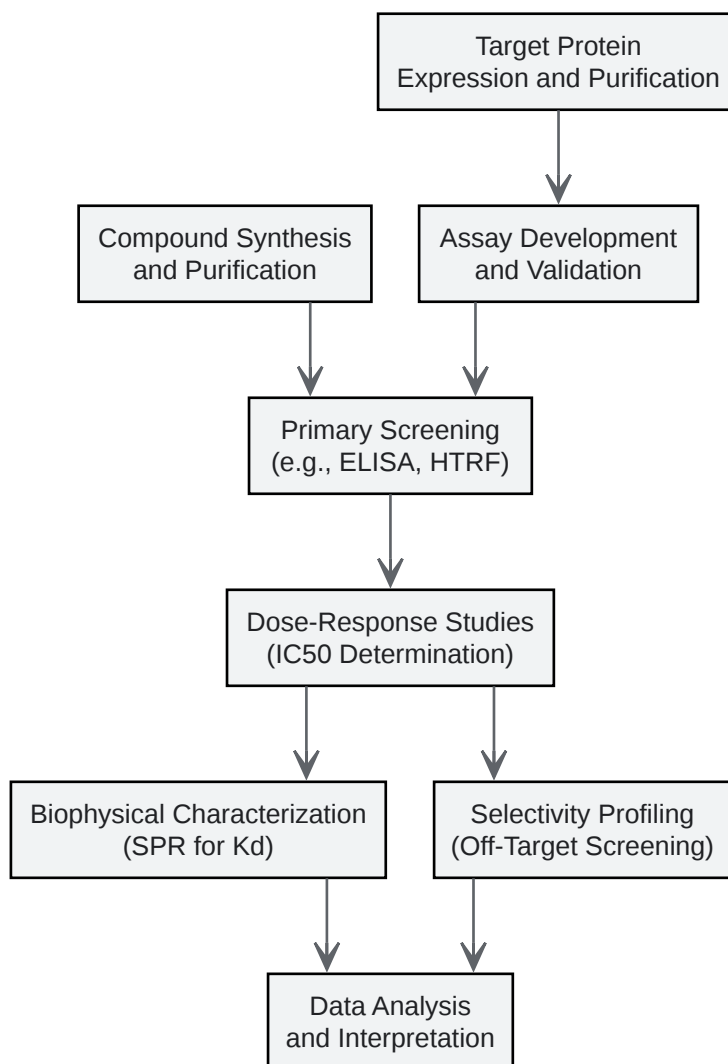 Target Protein
Expression and Purification
Compound Synthesis
and Purification
Assay Development
and Validation
Primary Screening
(e.g., ELISA, HTRF)
Dose-Response Studies
(IC50 Determination)
Biophysical Characterization
(SPR for Kd)
Selectivity Profiling
(Off-Target Screening)
Data Analysis
and Interpretation